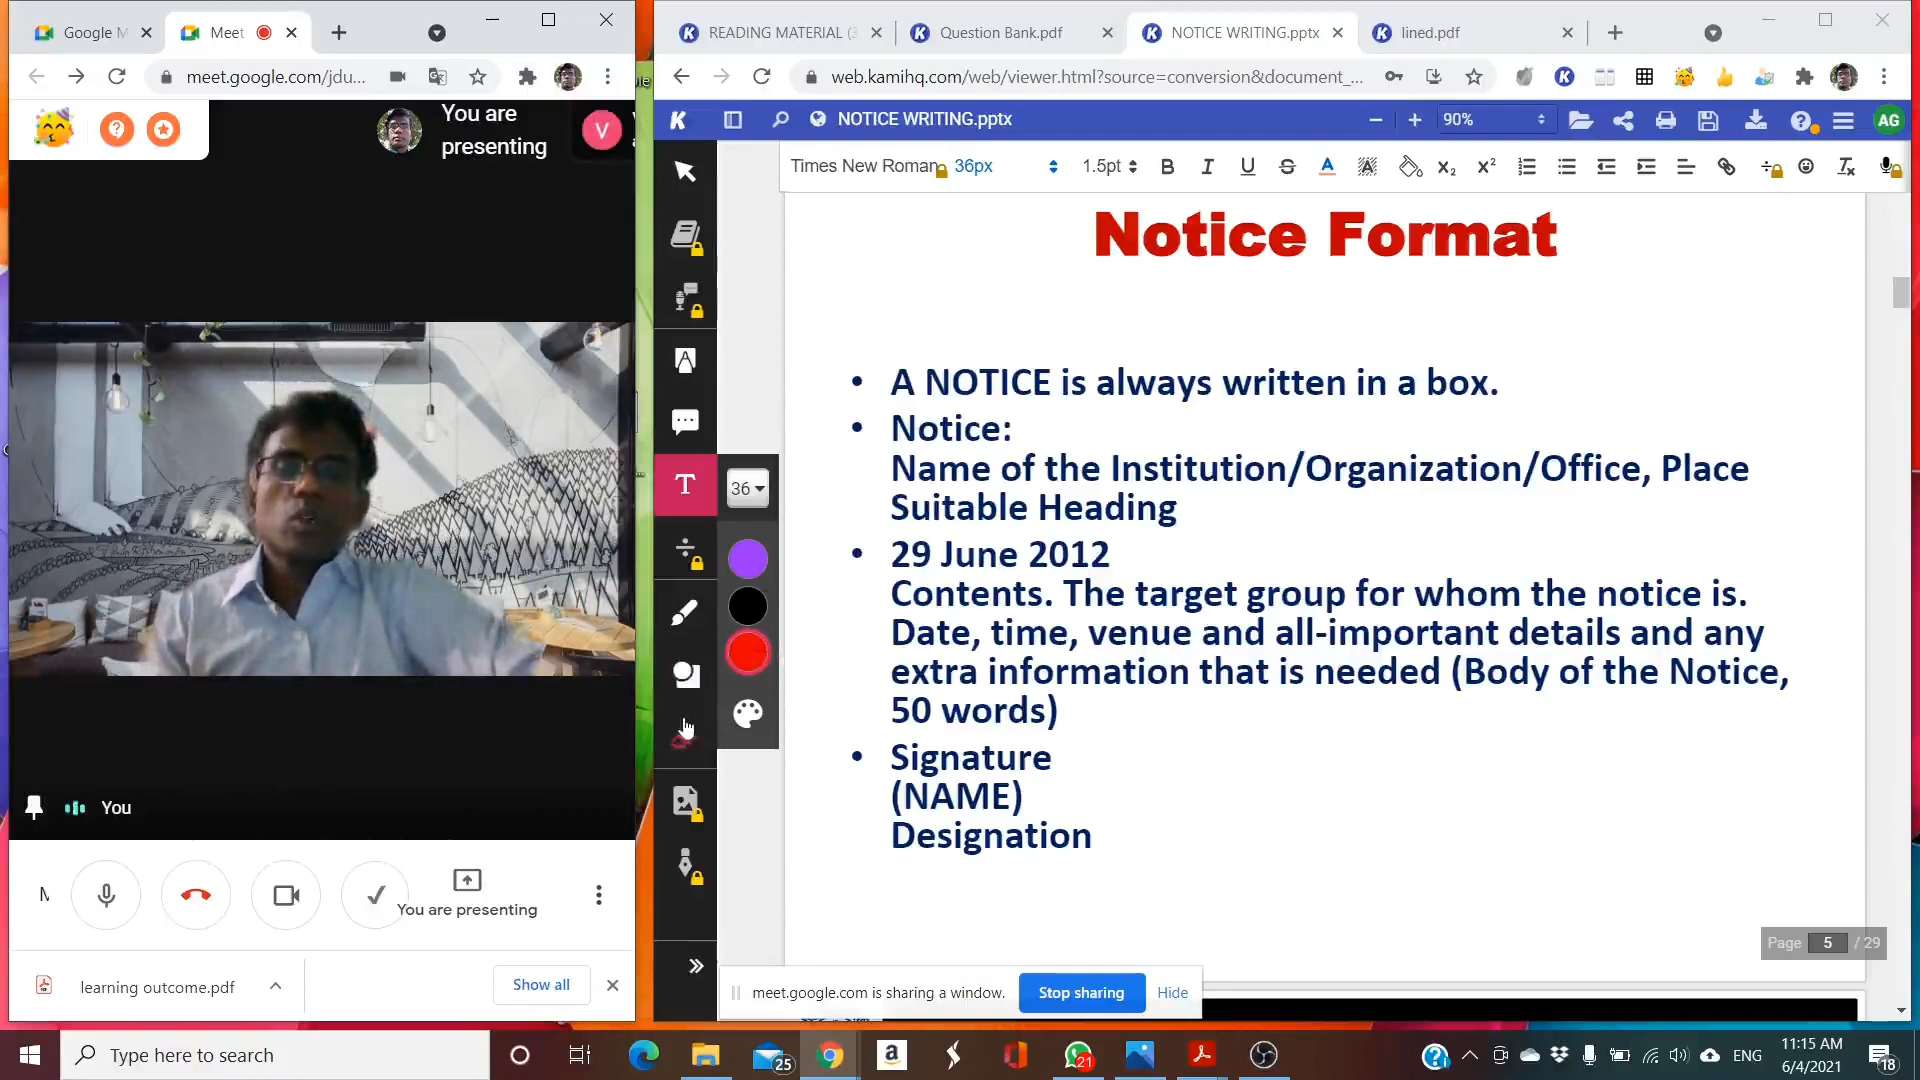 Google M
Meet
meet.google.com/jdu...
You are
presenting
V
You
You are presenting
learning outcome.pdf
Show all
READING MATERIAL (3
Question Bank.pdf
NOTICE WRITING.pptx
lined.pdf
web.kamihq.com/web/viewer.html?source=conversion&document_...
NOTICE WRITING.pptx
90%
AG
Times New Roman
36px
1.5pt
B I U S A
36
T
Notice Format
• A NOTICE is always written in a box.
• Notice:
Name of the Institution/Organization/Office, Place
Suitable Heading
• 29 June 2012
Contents. The target group for whom the notice is.
Date, time, venue and all-important details and any
extra information that is needed (Body of the Notice,
50 words)
• Signature
(NAME)
Designation
Page 5 / 29
meet.google.com is sharing a window.
Stop sharing
Hide
Type here to search
25
21
ENG
11:15 AM
6/4/2021
18